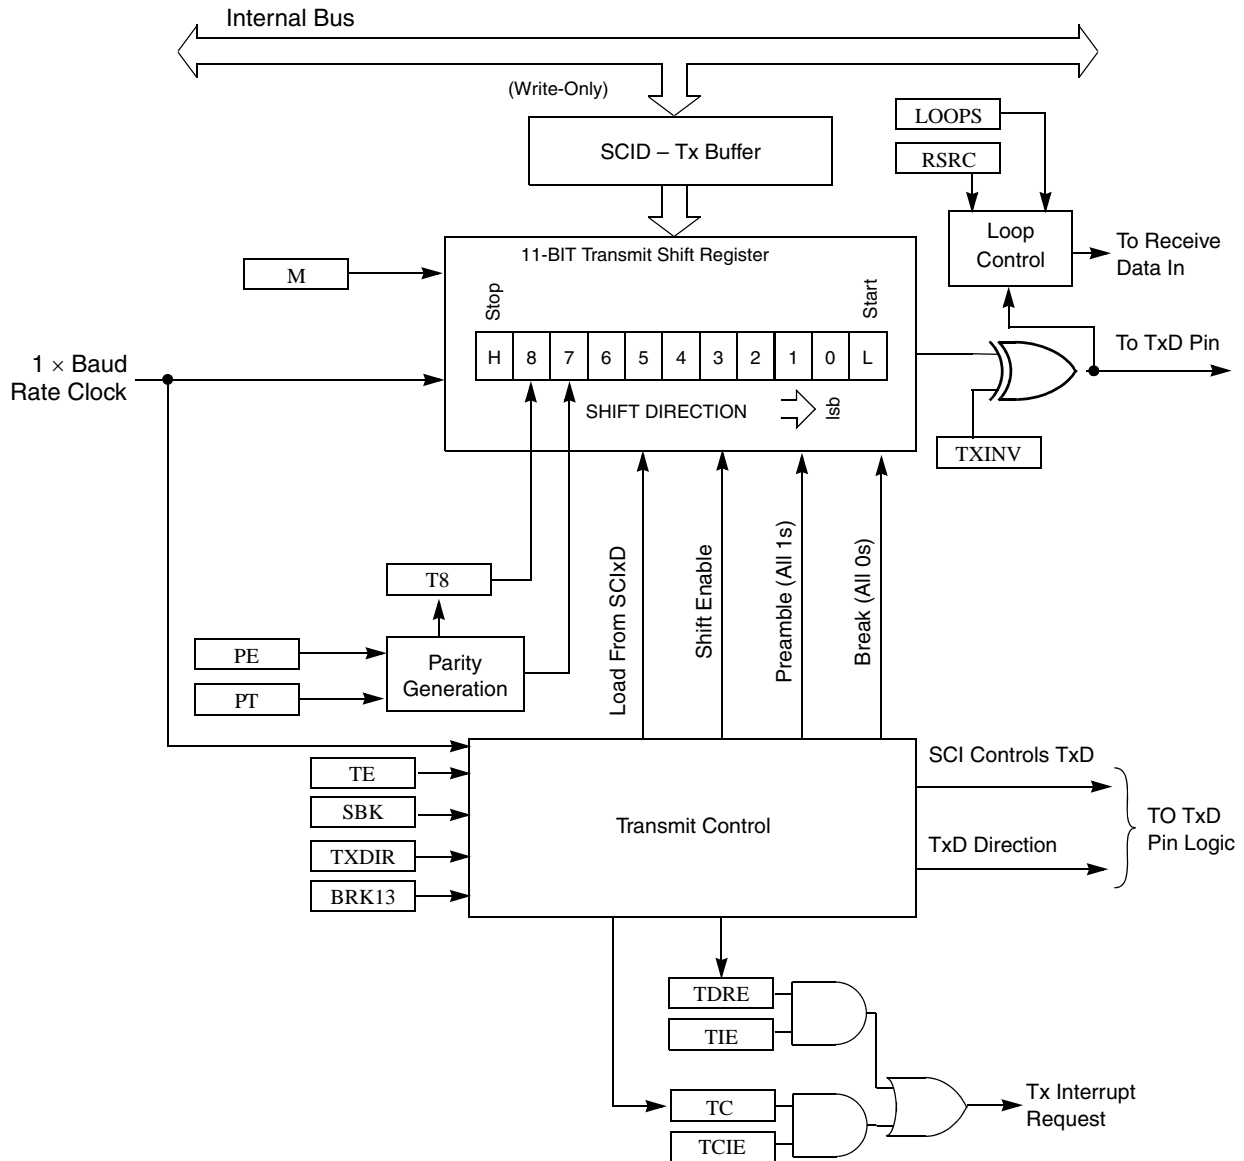 Internal Bus
(Write-Only)
LOOPS
SCID – Tx Buffer
RSRC
Loop
Control
To Receive
Data In
11-BIT Transmit Shift Register
M
Stop
Start
H 8 7 6 5 4 3 2 1 0 L
To TxD Pin
1 × Baud
Rate Clock
SHIFT DIRECTION
lsb
TXINV
T8
Load From SCIxD
Shift Enable
Preamble (All 1s)
Break (All 0s)
PE
PT
Parity
Generation
SCI Controls TxD
TE
SBK
TXDIR
BRK13
Transmit Control
TxD Direction
TO TxD
Pin Logic
TDRE
TIE
TC
TCIE
Tx Interrupt
Request